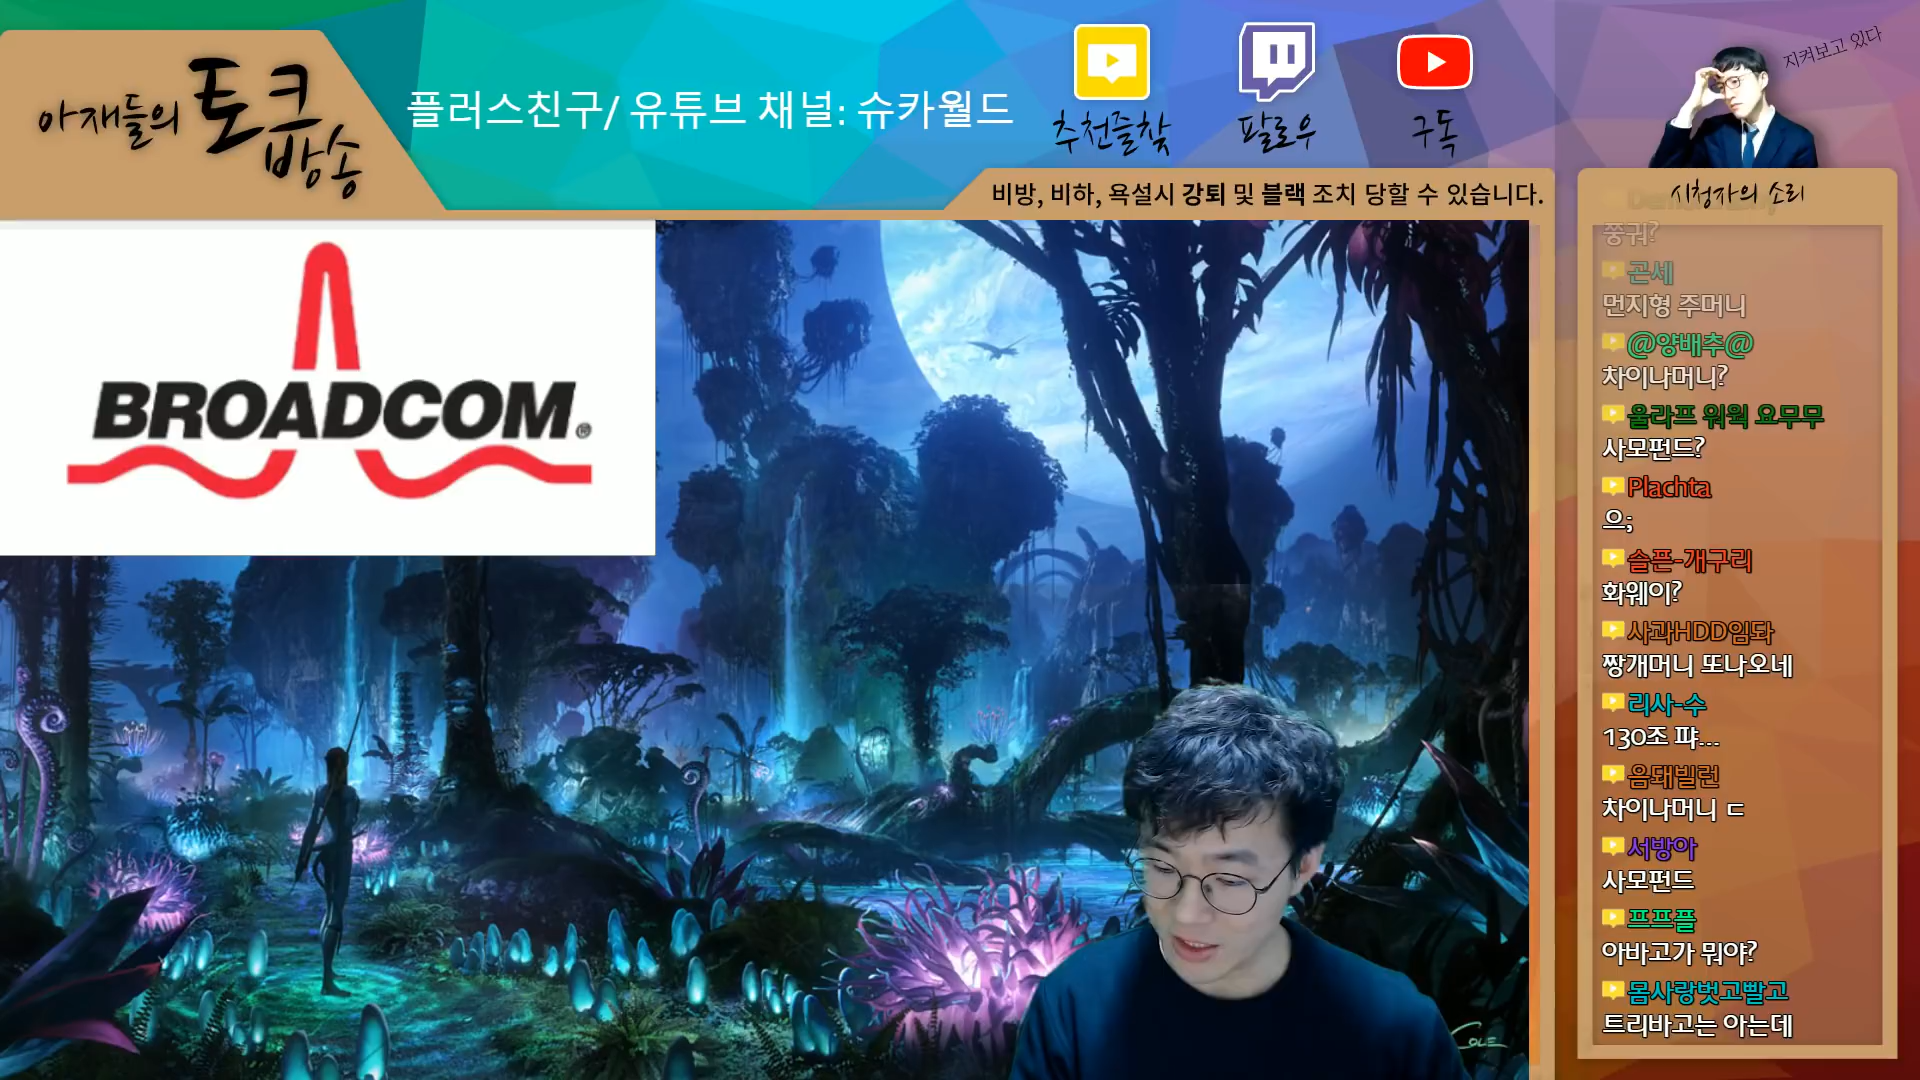 아재들의 토크
방송
플러스친구/ 유튜브 채널: 슈카월드
추천즐찾
팔로우
구독
지켜보고 있다
비방, 비하, 욕설시 강퇴 및 블랙 조치 당할 수 있습니다.
시청자의 소리
BROADCOM®
쭝궈?
곤세
먼지형 주머니
@양배추@
차이나머니?
울라프 워웍 요무무
사모펀드?
Plachta
으;
슬픈-개구리
화웨이?
사과HDD임돠
짱개머니 또나오네
리사-수
130조 퍄...
음돼빌런
차이나머니 ㄷ
서방아
사모펀드
프프플
아바고가 뭐야?
몸사랑벗고빨고
트리바고는 아는데
COLE